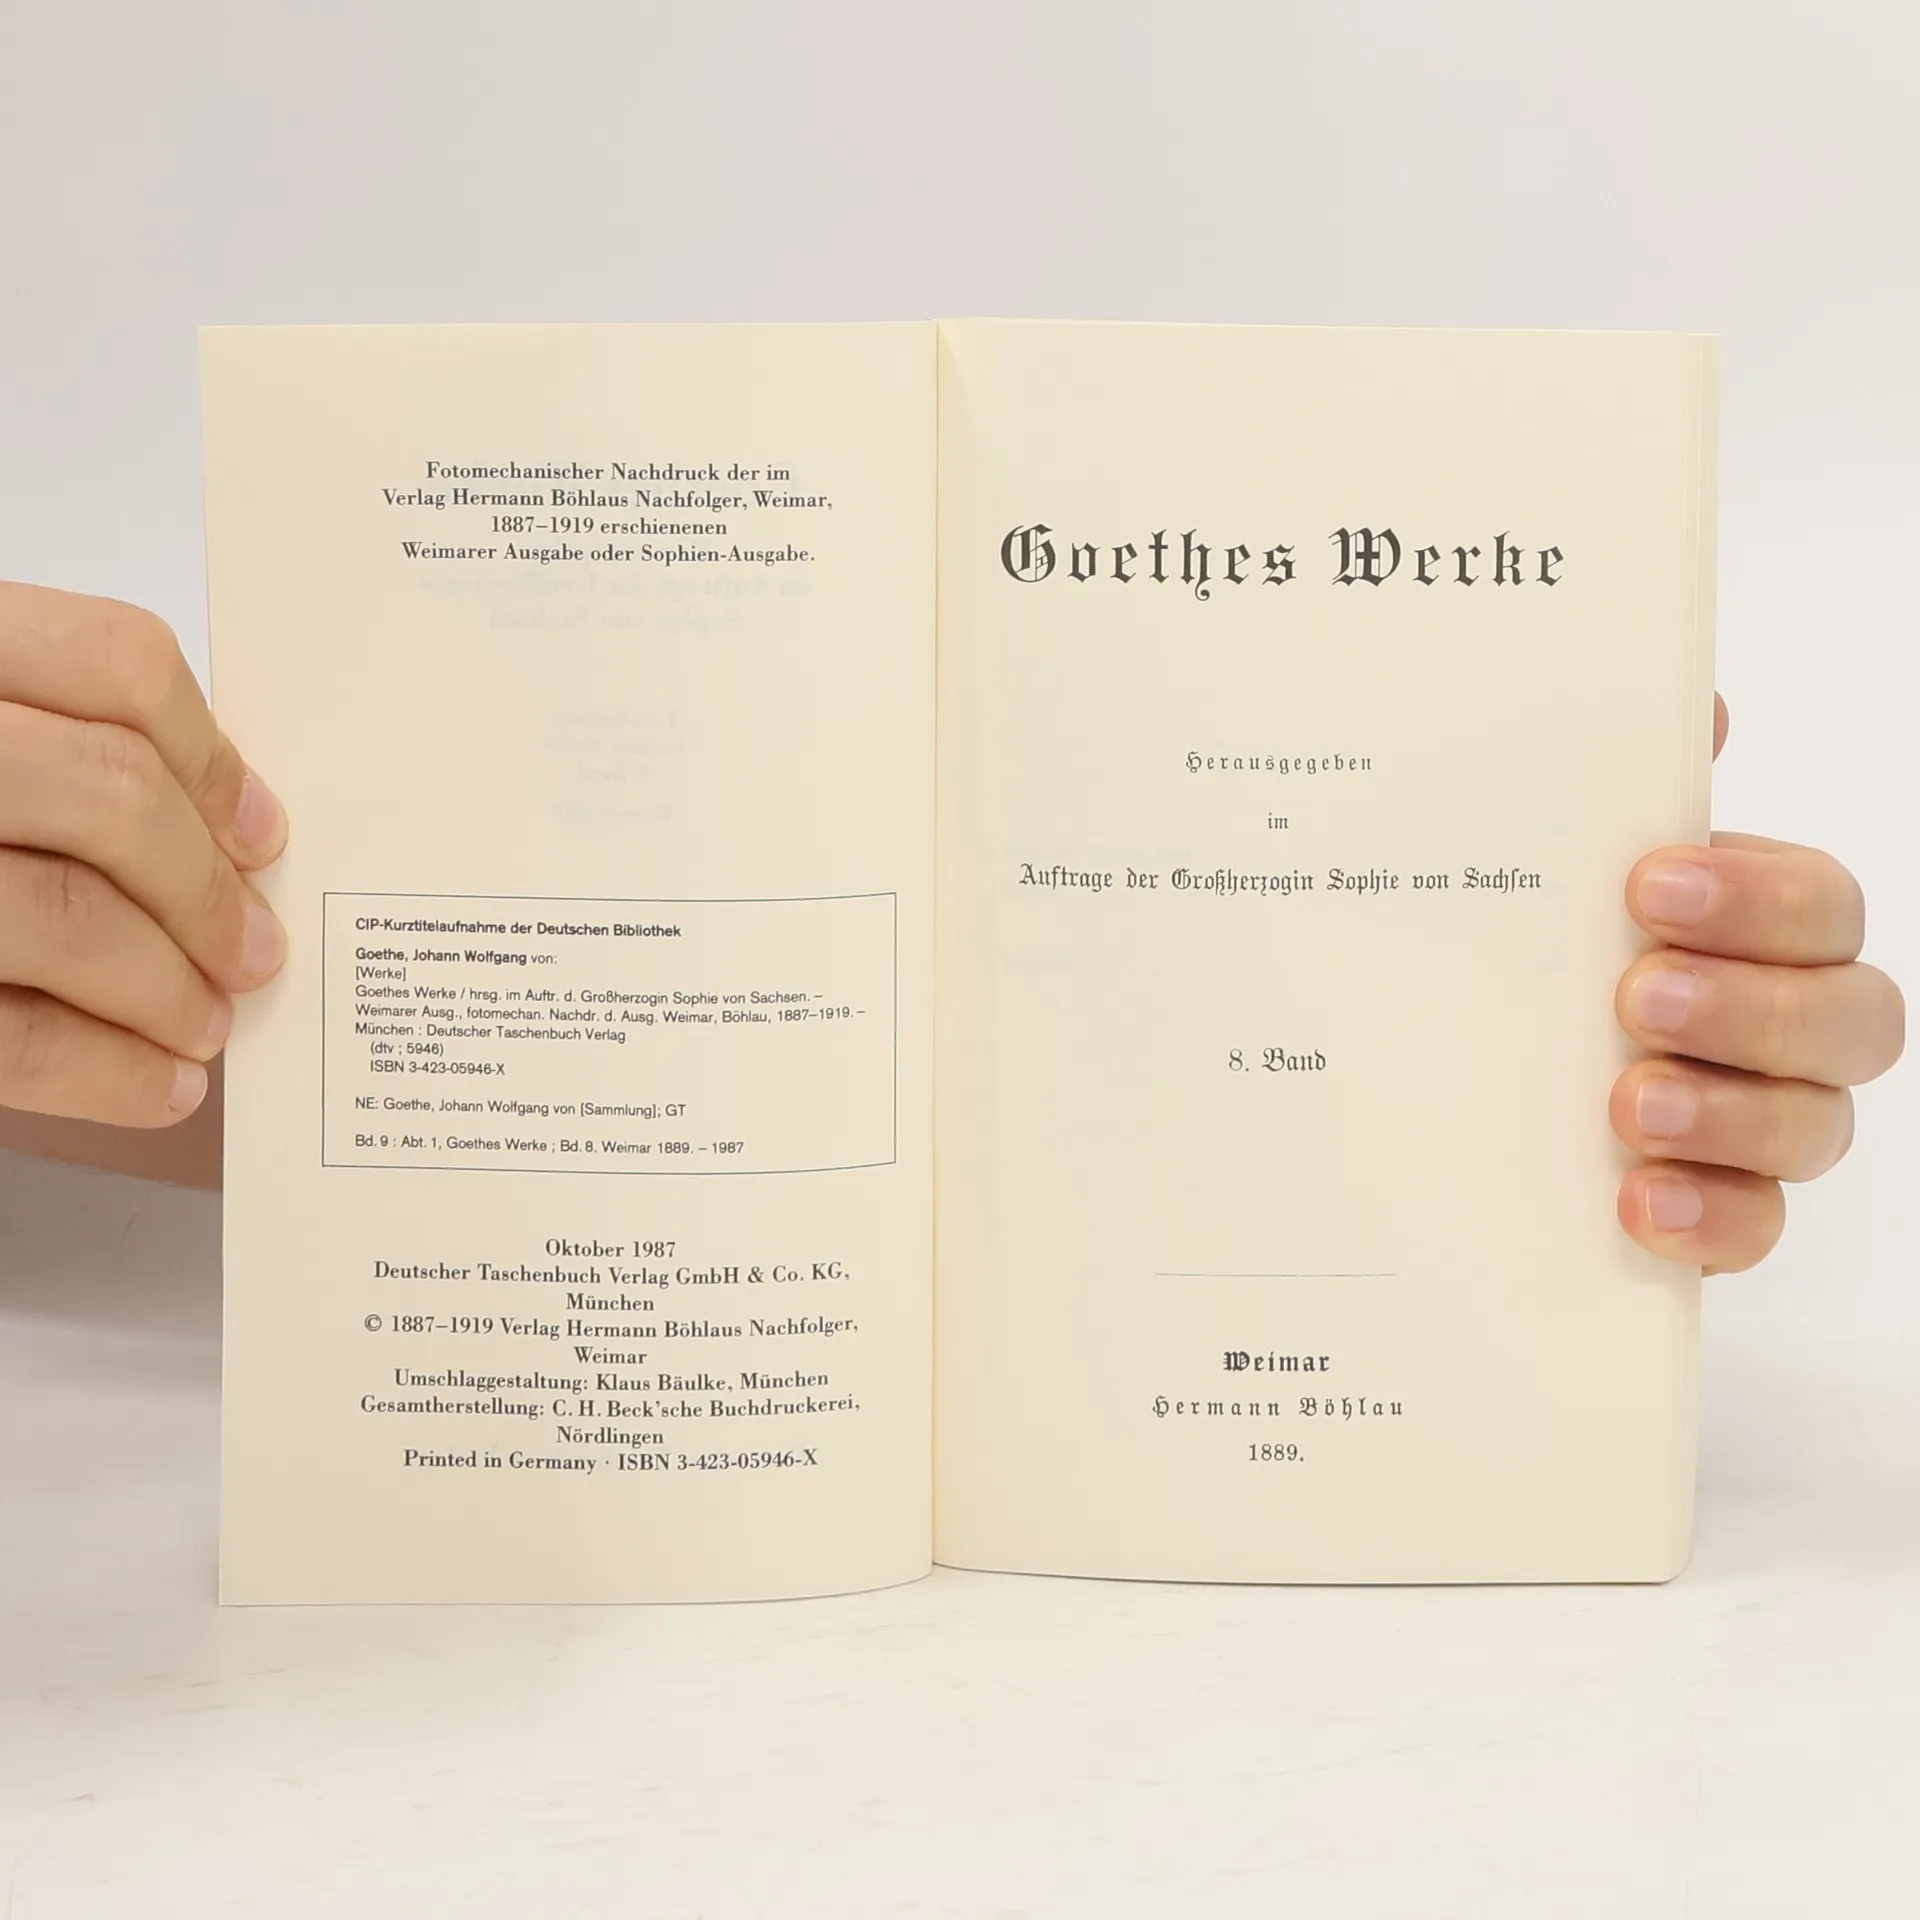 Fotomechanischer Nachdruck der im
Verlag Hermann Böhlaus Nachfolger, Weimar,
1887–1919 erschienenen
Weimarer Ausgabe oder Sophien-Ausgabe.
CIP-Kurztitelaufnahme der Deutschen Bibliothek
Goethe, Johann Wolfgang von:
[Werke]
Goethes Werke / hrsg. im Auftr. d. Großherzogin Sophie von Sachsen. –
Weimarer Ausg., fotomechan. Nachdr. d. Ausg. Weimar, Böhlau, 1887–1919. –
München : Deutscher Taschenbuch Verlag
(dtv ; 5946)
ISBN 3-423-05946-X
NE: Goethe, Johann Wolfgang von [Sammlung]; GT
Bd. 9 : Abt. 1, Goethes Werke ; Bd. 8. Weimar 1889. – 1987
Oktober 1987
Deutscher Taschenbuch Verlag GmbH & Co. KG,
München
© 1887–1919 Verlag Hermann Böhlaus Nachfolger,
Weimar
Umschlaggestaltung: Klaus Bäulke, München
Gesamtherstellung: C. H. Beck'sche Buchdruckerei,
Nördlingen
Printed in Germany · ISBN 3-423-05946-X
Goethes Werke
Herausgegeben
im
Auftrage der Großherzogin Sophie von Sachsen
8. Band
Weimar
Hermann Böhlau
1889.